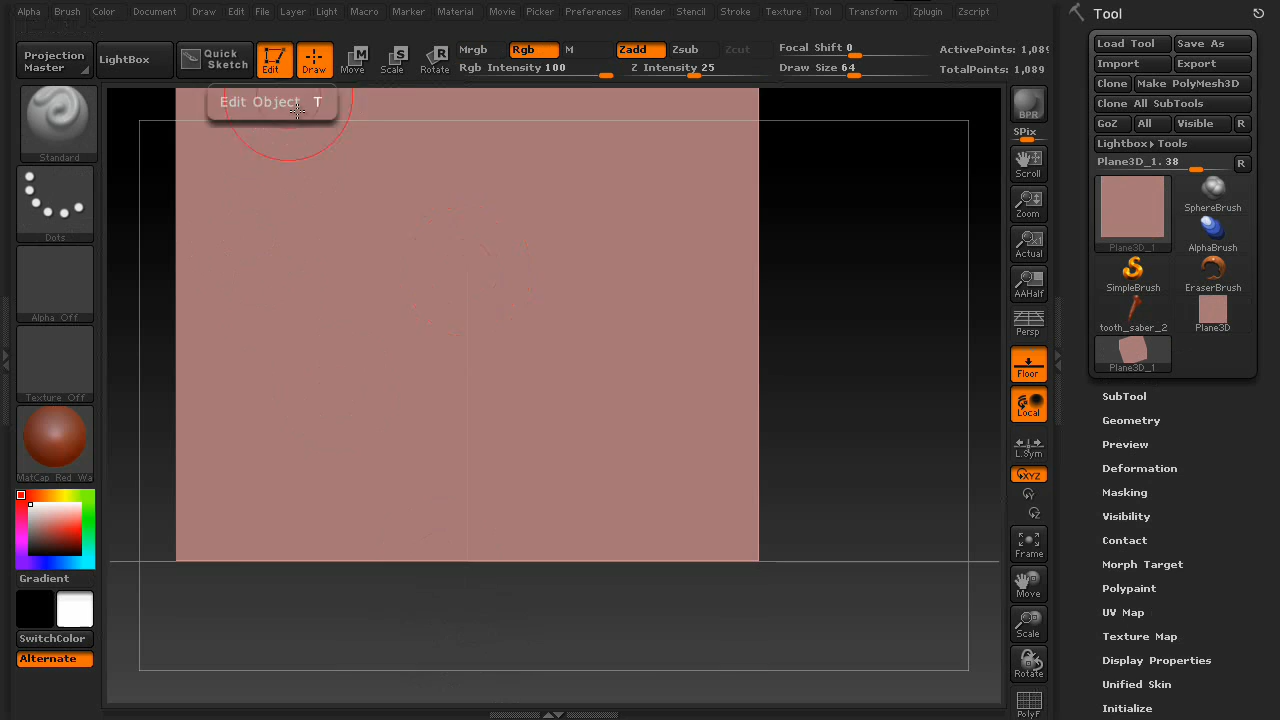 Alpha Brush Color Document Draw Edit File Layer Light Macro Marker Material Movie Picker Preferences Render Stencil Stroke Texture Tool Transform Zplugin Zscript
Tool
Projection Master
LightBox
Quick Sketch
Edit
Draw
Move
Scale
Rotate
Mrgb Rgb M
Rgb Intensity 100
Zadd Zsub Zcut
Z Intensity 25
Focal Shift 0
Draw Size 64
ActivePoints: 1,089
TotalPoints: 1,089
Load Tool Save As
Import Export
Clone Make PolyMesh3D
Clone All SubTools
GoZ All Visible R
Lightbox▸Tools
Plane3D_1. 38 R
Edit Object T
Standard
Dots
Alpha Off
Texture Off
MatCap Red Wa
Gradient
SwitchColor
Alternate
BPR
SPix
Scroll
Zoom
Actual
AAHalf
Persp
Floor
Local
L.Sym
XYZ
Y
Z
Frame
Move
Scale
Rotate
PolyF
SphereBrush
Plane3D_1
AlphaBrush
SimpleBrush
EraserBrush
tooth_saber_2
Plane3D
Plane3D_1
SubTool
Geometry
Preview
Deformation
Masking
Visibility
Contact
Morph Target
Polypaint
UV Map
Texture Map
Display Properties
Unified Skin
Initialize